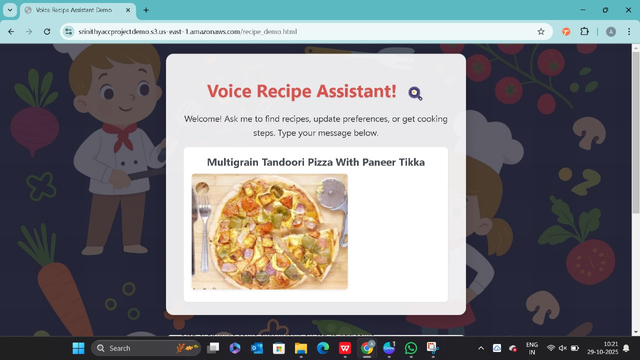 Voice Recipe Assistant Demo
srinithyaccprojectdemo.s3.us-east-1.amazonaws.com/recipe_demo.html
Voice Recipe Assistant!
Welcome! Ask me to find recipes, update preferences, or get cooking
steps. Type your message below.
Multigrain Tandoori Pizza With Paneer Tikka
Search
ENG
IN
10:21
29-10-2025